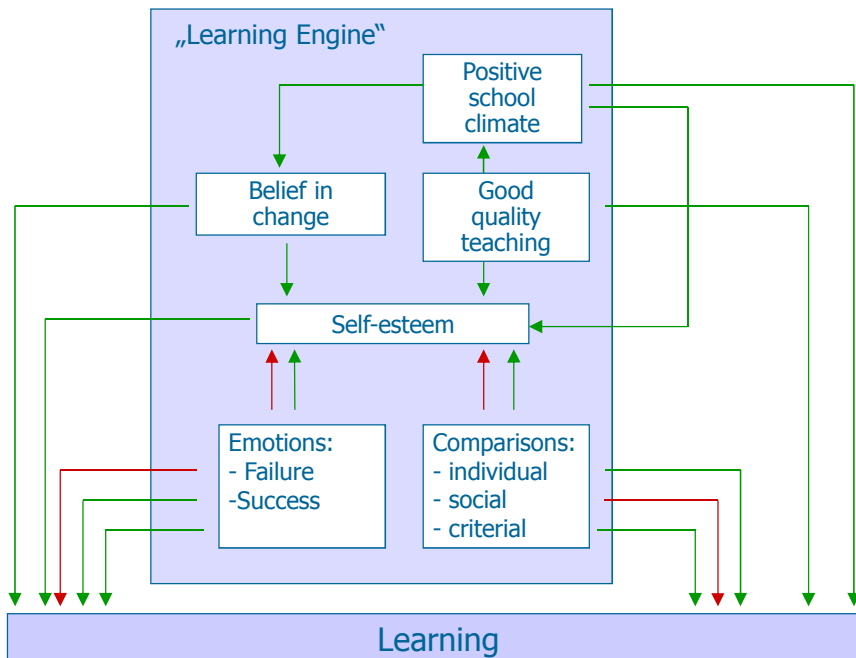 „Learning Engine“
Positive
school
climate
Belief in
change
Good
quality
teaching
Self-esteem
Emotions:
- Failure
-Success
Comparisons:
- individual
- social
- criterial
Learning